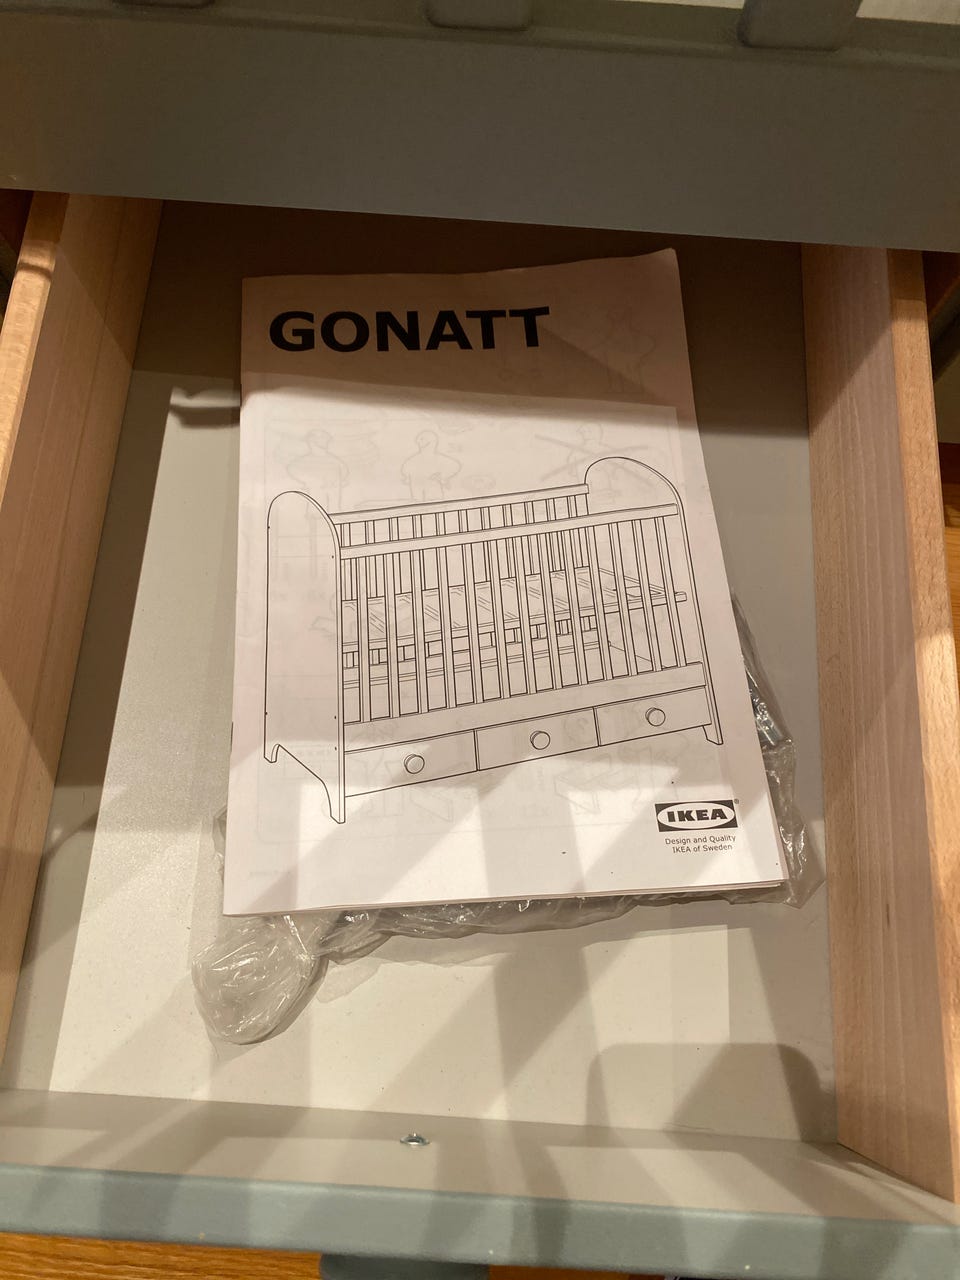 GONATT
IKEA
Design and Quality
IKEA of Sweden